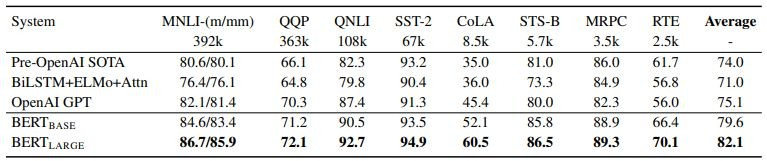 System MNLI-(m/mm) QQP QNLI SST-2 CoLA STS-B MRPC RTE Average
392k 363k 108k 67k 8.5k 5.7k 3.5k 2.5k -
Pre-OpenAI SOTA 80.6/80.1 66.1 82.3 93.2 35.0 81.0 86.0 61.7 74.0
BiLSTM+ELMo+Attn 76.4/76.1 64.8 79.8 90.4 36.0 73.3 84.9 56.8 71.0
OpenAI GPT 82.1/81.4 70.3 87.4 91.3 45.4 80.0 82.3 56.0 75.1
BERTBASE 84.6/83.4 71.2 90.5 93.5 52.1 85.8 88.9 66.4 79.6
BERTLARGE 86.7/85.9 72.1 92.7 94.9 60.5 86.5 89.3 70.1 82.1